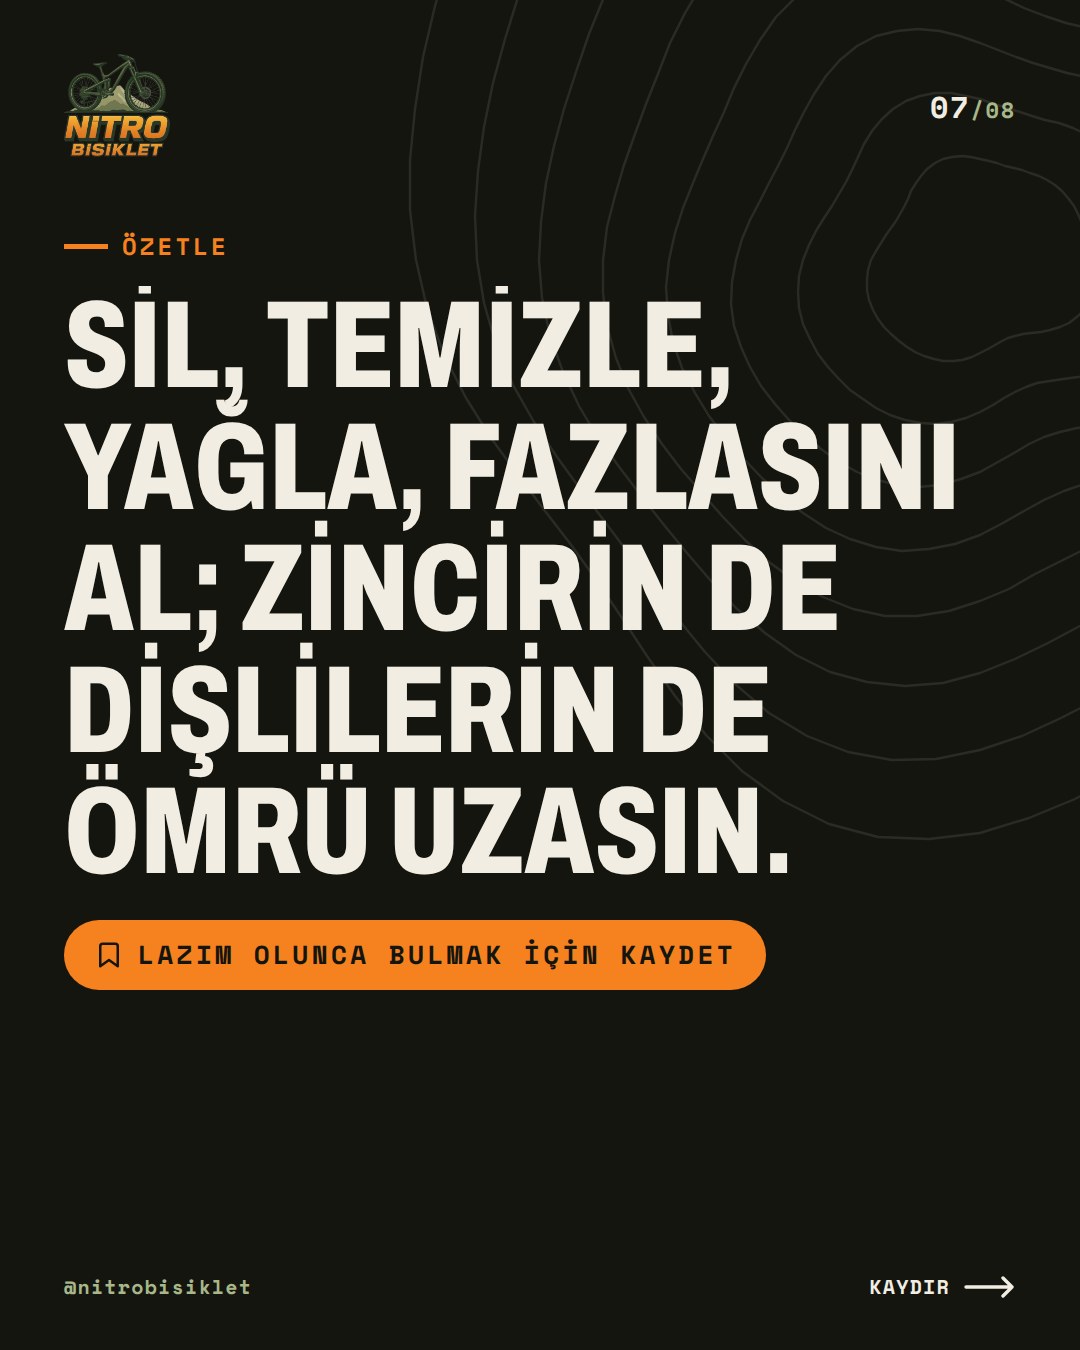 NITRO
BISIKLET
07/08
ÖZETLE
SİL, TEMİZLE,
YAĞLA, FAZLASINI
AL; ZİNCİRİN DE
DİŞLİLERİN DE
ÖMRÜ UZASIN.
LAZIM OLUNCA BULMAK İÇİN KAYDET
@nitrobisiklet
KAYDIR